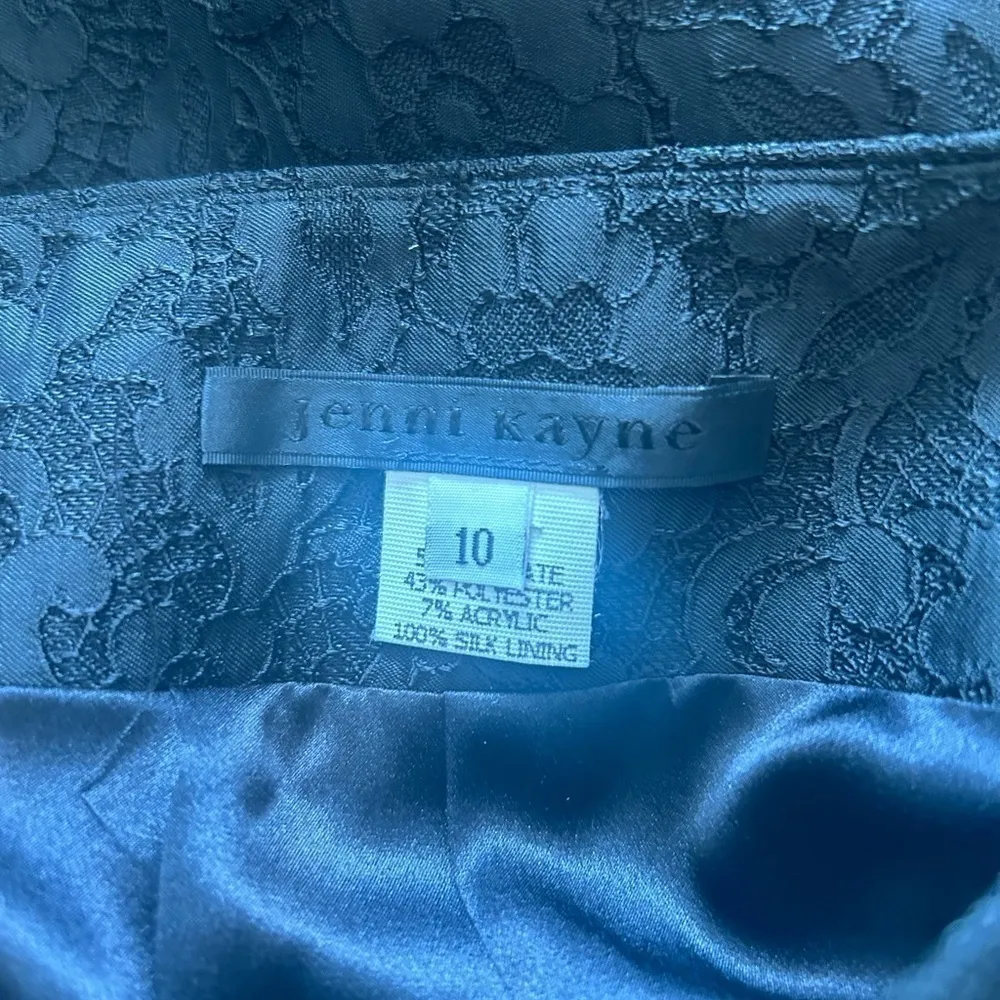 jenni kayne
10
43% POLYESTER
7% ACRYLIC
100% SILK LINING